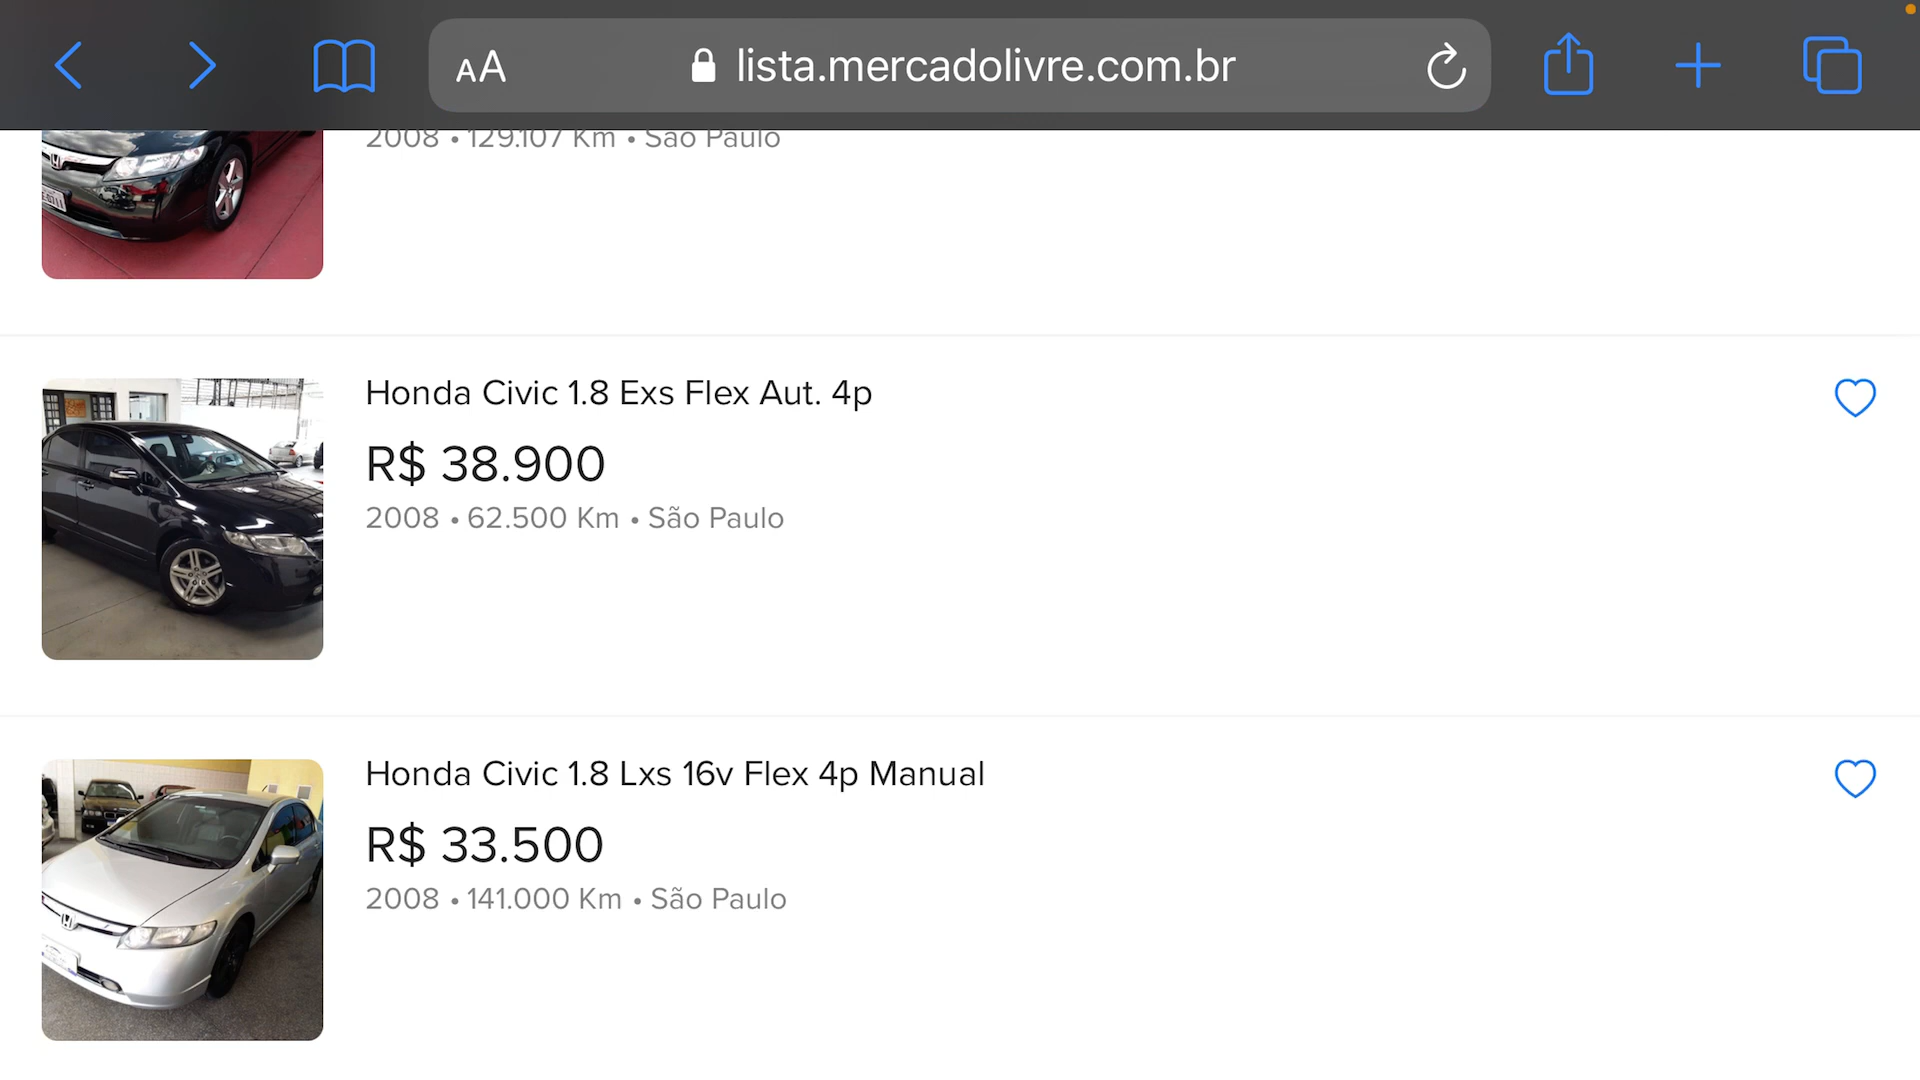 AA
lista.mercadolivre.com.br
2008 • 129.107 Km • São Paulo
Honda Civic 1.8 Exs Flex Aut. 4p
R$ 38.900
2008 • 62.500 Km • São Paulo
Honda Civic 1.8 Lxs 16v Flex 4p Manual
R$ 33.500
2008 • 141.000 Km • São Paulo